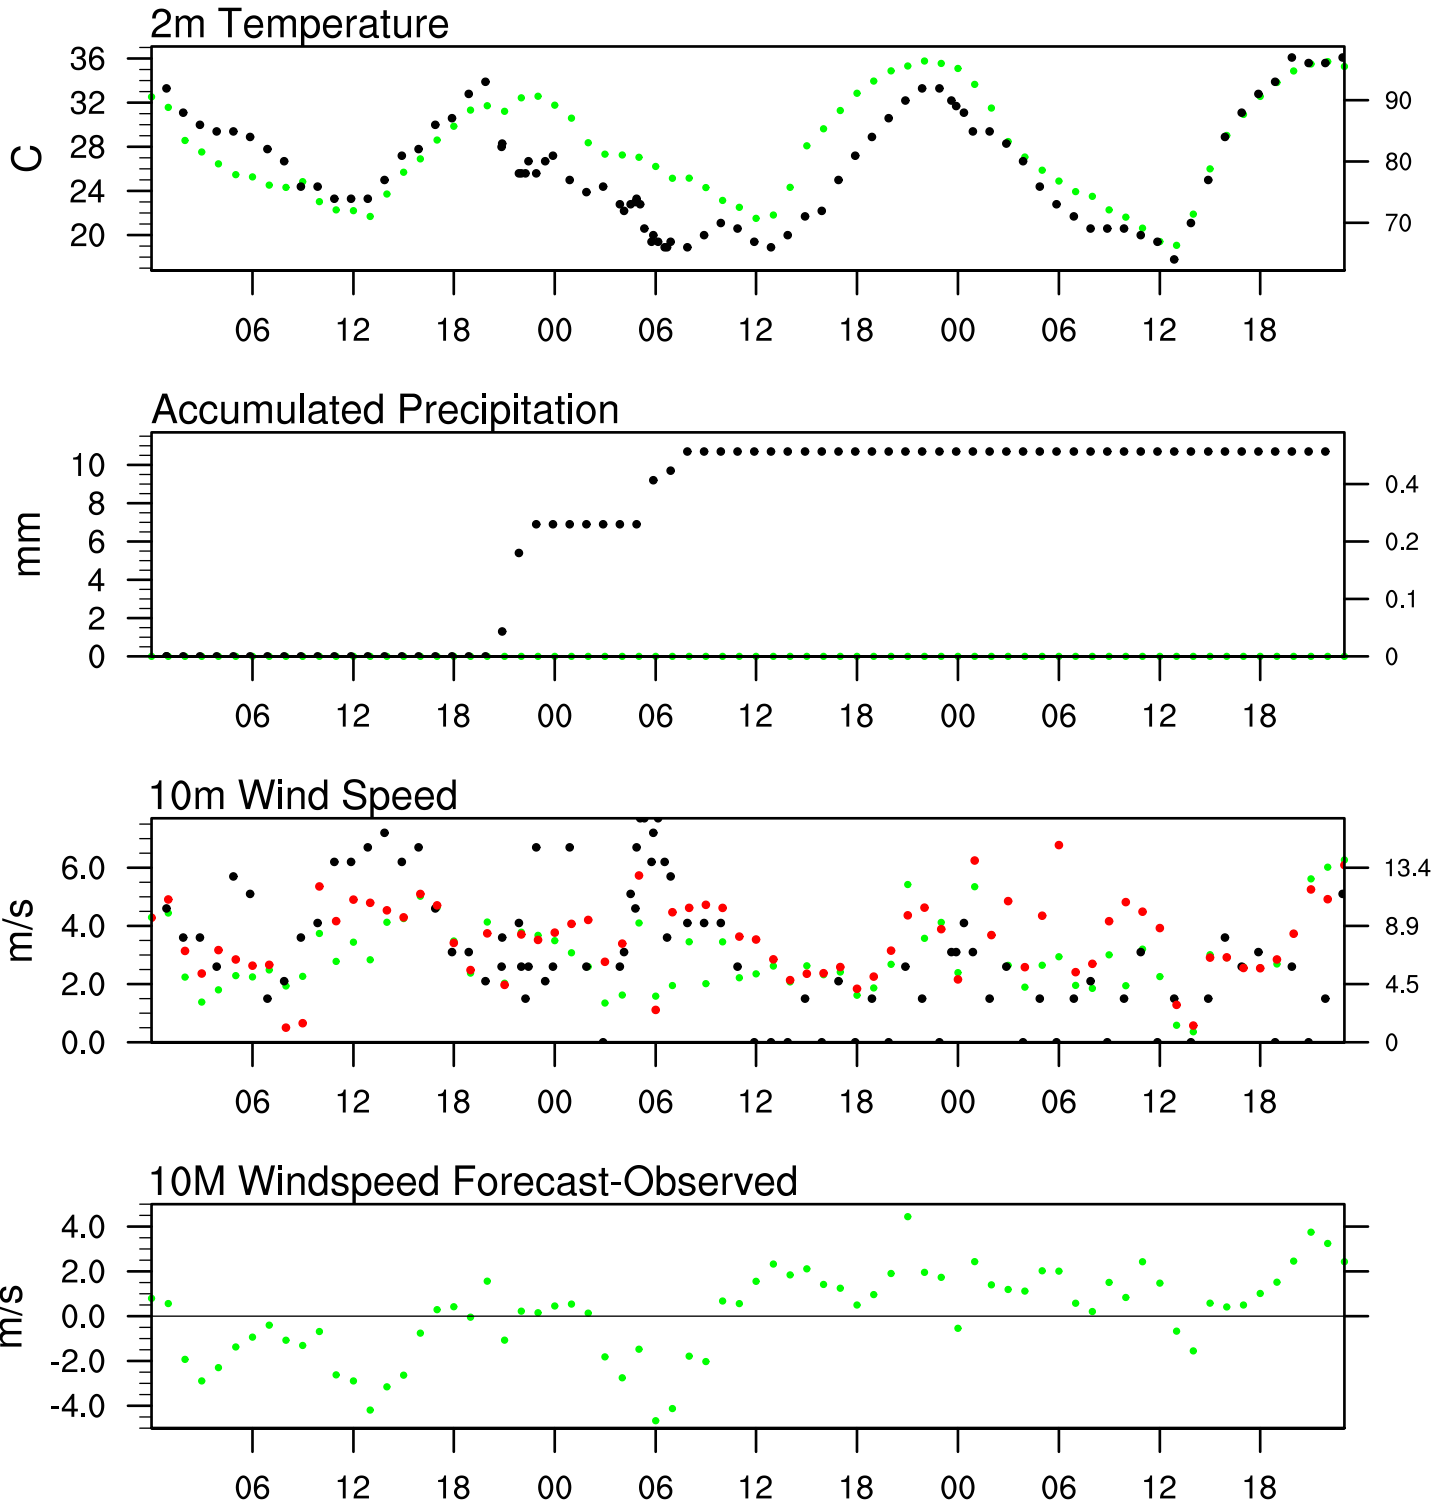 2m Temperature
36
32
28
24
20
C
90
80
70
06 12 18 00 06 12 18 00 06 12 18
Accumulated Precipitation
10
8
6
4
2
0
mm
0.4
0.2
0.1
0
06 12 18 00 06 12 18 00 06 12 18
10m Wind Speed
6.0
4.0
2.0
0.0
m/s
13.4
8.9
4.5
0
06 12 18 00 06 12 18 00 06 12 18
10M Windspeed Forecast-Observed
4.0
2.0
0.0
-2.0
-4.0
m/s
06 12 18 00 06 12 18 00 06 12 18